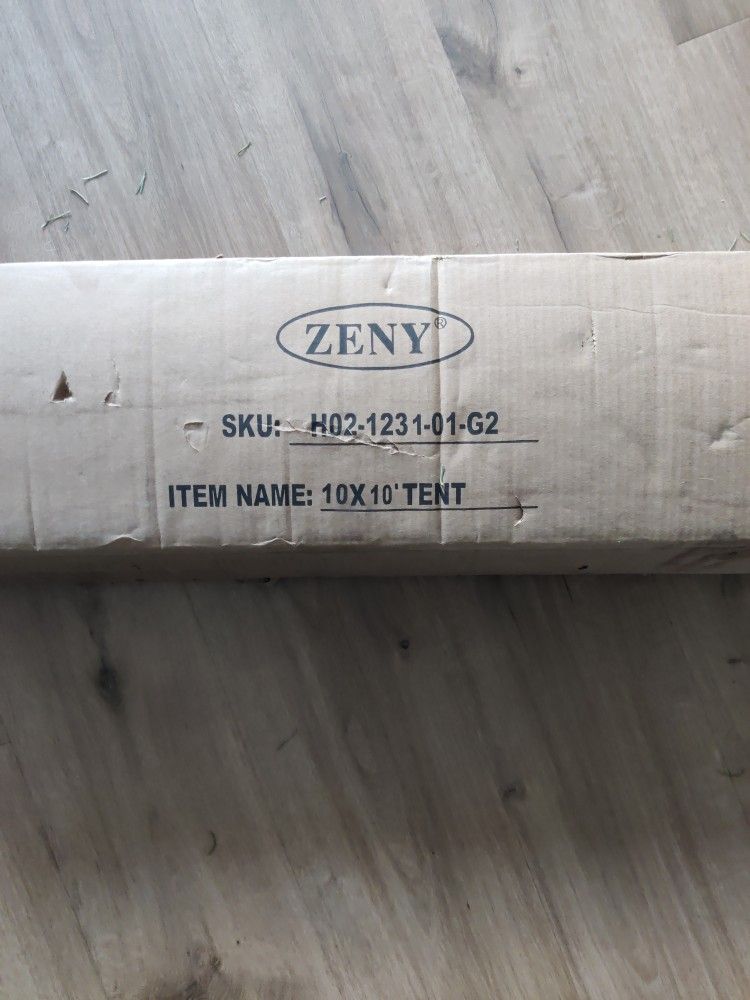 ZENY®
SKU: H02-1231-01-G2
ITEM NAME: 10X10'TENT